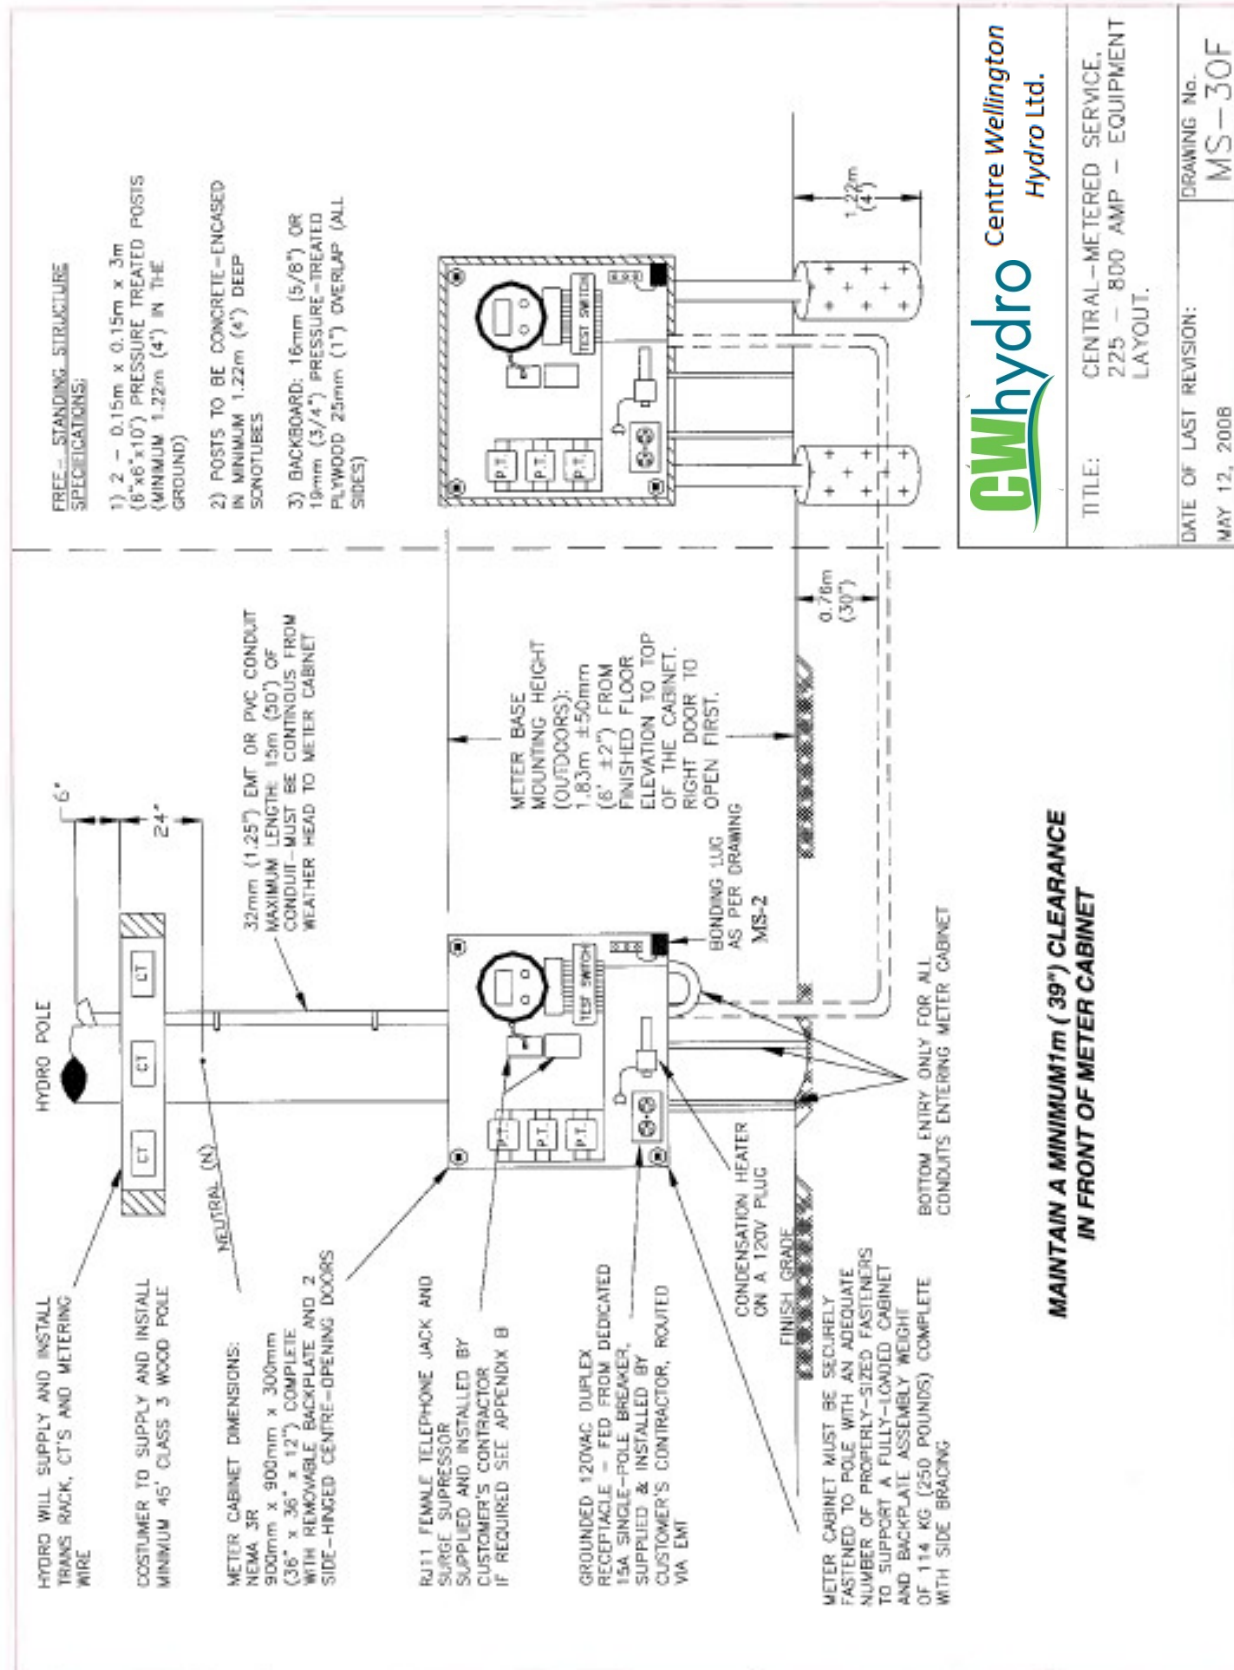 HYDRO WILL SUPPLY AND INSTALL
TRANS RACK, CT'S AND METERING
WIRE
COSTUMER TO SUPPLY AND INSTALL
MINIMUM 45' CLASS 3 WOOD POLE
METER CABINET DIMENSIONS:
NEMA 3R
900mm x 900mm x 300mm
(36" x 36" x 12") COMPLETE
WITH REMOVABLE BACKPLATE AND 2
SIDE-HINGED CENTRE-OPENING DOORS
RJ11 FEMALE TELEPHONE JACK AND
SURGE SUPRESSOR
SUPPLIED AND INSTALLED BY
CUSTOMER'S CONTRACTOR
IF REQUIRED SEE APPENDIX B
GROUNDED 120VAC DUPLEX
RECEPTACLE - FED FROM DEDICATED
15A SINGLE-POLE BREAKER,
SUPPLIED & INSTALLED BY
CUSTOMER'S CONTRACTOR, ROUTED
VIA EMT
METER CABINET MUST BE SECURELY
FASTENED TO POLE WITH AN ADEQUATE
NUMBER OF PROPERLY-SIZED FASTENERS
TO SUPPORT A FULLY-LOADED CABINET
AND BACKPLATE ASSEMBLY WEIGHT
OF 114 KG (250 POUNDS) COMPLETE
WITH SIDE BRACING
HYDRO POLE
CT
CT
CT
6"
24"
NEUTRAL (N)
32mm (1.25") EMT OR PVC CONDUIT
MAXIMUM LENGTH: 15m (50') OF
CONDUIT-MUST BE CONTINOUS FROM
WEATHER HEAD TO METER CABINET
P.T.
P.T.
P.T.
TEST SWITCH
METER BASE
MOUNTING HEIGHT
(OUTDOORS):
1.83m ±50mm
(6' ±2") FROM
FINISHED FLOOR
ELEVATION TO TOP
OF THE CABINET.
RIGHT DOOR TO
OPEN FIRST.
BONDING LUG
AS PER DRAWING
MS-2
CONDENSATION HEATER
ON A 120V PLUG
FINISH GRADE
BOTTOM ENTRY ONLY FOR ALL
CONDUITS ENTERING METER CABINET
0.76m
(30")
MAINTAIN A MINIMUM1m ( 39") CLEARANCE
IN FRONT OF METER CABINET
FREE- STANDING STRUCTURE
SPECIFICATIONS:
1) 2 - 0.15m x 0.15m x 3m
(6"x6"x10') PRESSURE TREATED POSTS
(MINIMUM 1.22m (4') IN THE
GROUND)
2) POSTS TO BE CONCRETE-ENCASED
IN MINIMUM 1.22m (4') DEEP
SONOTUBES
3) BACKBOARD: 16mm (5/8") OR
19mm (3/4") PRESSURE-TREATED
PLYWOOD 25mm (1") OVERLAP (ALL
SIDES)
P.T.
P.T.
P.T.
TEST SWITCH
1.22m
(4')
CWhydro Centre Wellington
Hydro Ltd.
TITLE: CENTRAL-METERED SERVICE.
225 - 800 AMP - EQUIPMENT
LAYOUT.
DATE OF LAST REVISION:
MAY 12, 2008
DRAWING No.
MS-30F